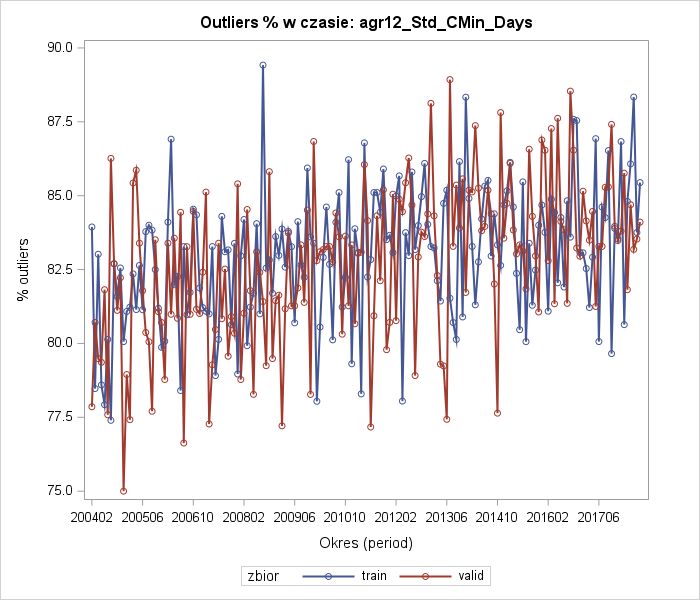 Outliers % w czasie: agr12_Std_CMin_Days
90.0
87.5
85.0
82.5
80.0
77.5
75.0
% outliers
200402 200506 200610 200802 200906 201010 201202 201306 201410 201602 201706
Okres (period)
zbior train valid